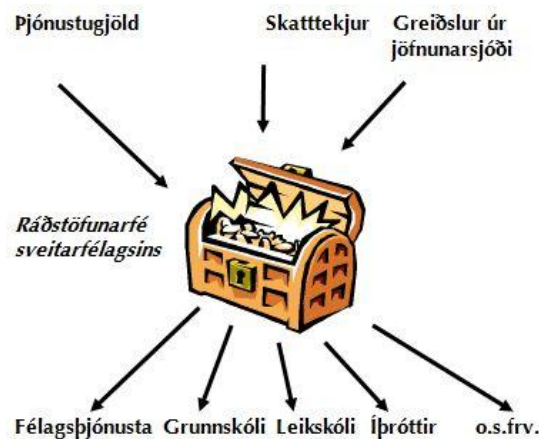 Þjónustugjöld
Skatttekjur
Greiðslur úr
jöfnunarsjóði
Ráðstöfunarfé
sveitarfélagsins
Félagsþjónusta
Grunnskóli
Leikskóli
Íþróttir
o.s.frv.